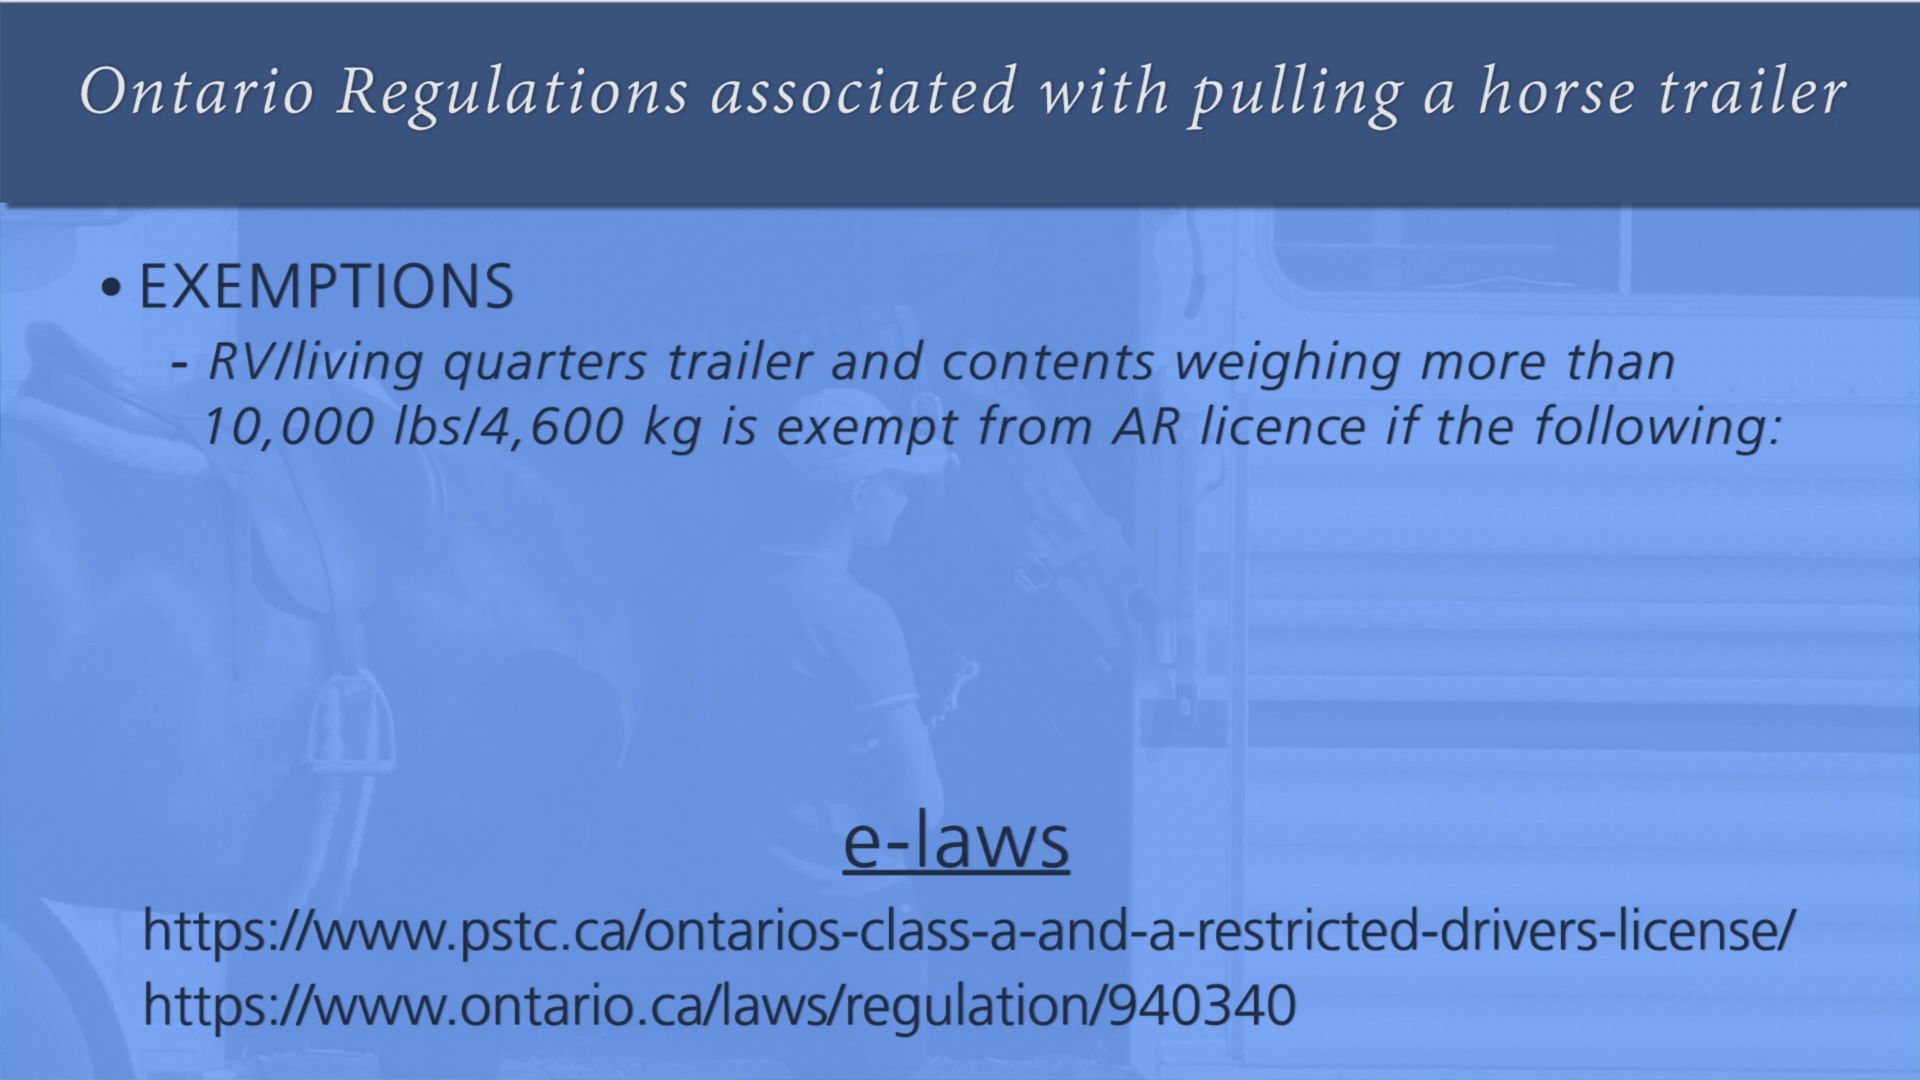 Ontario Regulations associated with pulling a horse trailer
• EXEMPTIONS
- RV/living quarters trailer and contents weighing more than
10,000 lbs/4,600 kg is exempt from AR licence if the following:
e-laws
https://www.pstc.ca/ontarios-class-a-and-a-restricted-drivers-license/
https://www.ontario.ca/laws/regulation/940340